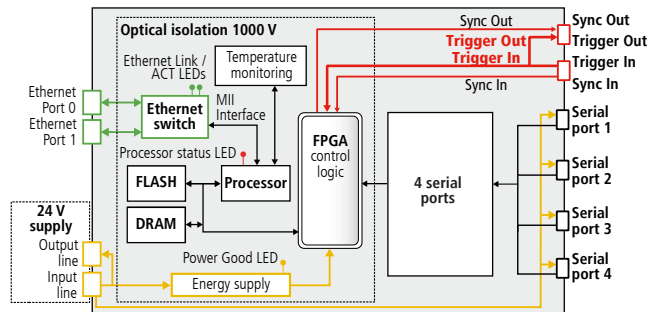 Optical isolation 1000 V
Sync Out
Sync Out
Trigger Out
Trigger Out
Trigger In
Trigger In
Sync In
Sync In
Ethernet Link /
ACT LEDs
Temperature
monitoring
Ethernet
Port 0
Ethernet
Port 1
Ethernet
switch
MII
Interface
Processor status LED
FLASH
Processor
DRAM
FPGA
control
logic
4 serial
ports
Serial
port 1
Serial
port 2
Serial
port 3
Serial
port 4
24 V
supply
Output
line
Input
line
Power Good LED
Energy supply